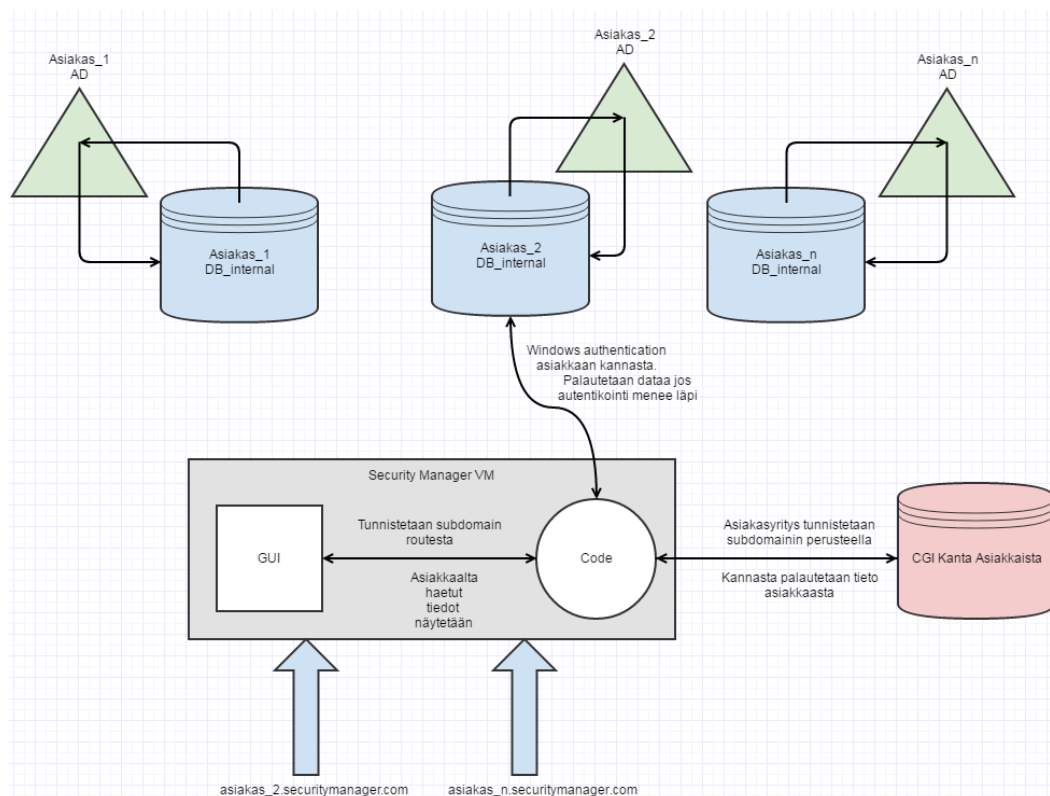 Asiakas_1
AD
Asiakas_2
AD
Asiakas_n
AD
Asiakas_1
DB_internal
Asiakas_2
DB_internal
Asiakas_n
DB_internal
Windows authentication
asiakkaan kannasta.
Palautetaan dataa jos
autentikointi menee läpi
Security Manager VM
GUI
Tunnistetaan subdomain
routesta
Asiakkaalta
haetut
tiedot
näytetään
Code
Asiakasyritys tunnistetaan
subdomainin perusteella
Kannasta palautetaan tieto
asiakkaasta
CGI Kanta Asiakkaista
asiakas_2.securitymanager.com
asiakas_n.securitymanager.com